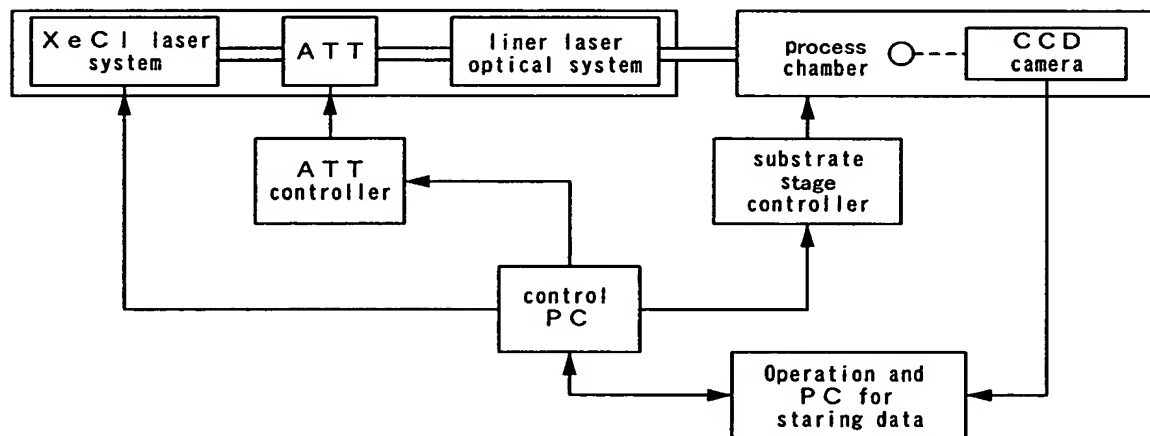 XeCl laser
system
ATT
liner laser
optical system
process
chamber
CCD
camera
ATT
controller
substrate
stage
controller
control
PC
Operation and
PC for
staring data